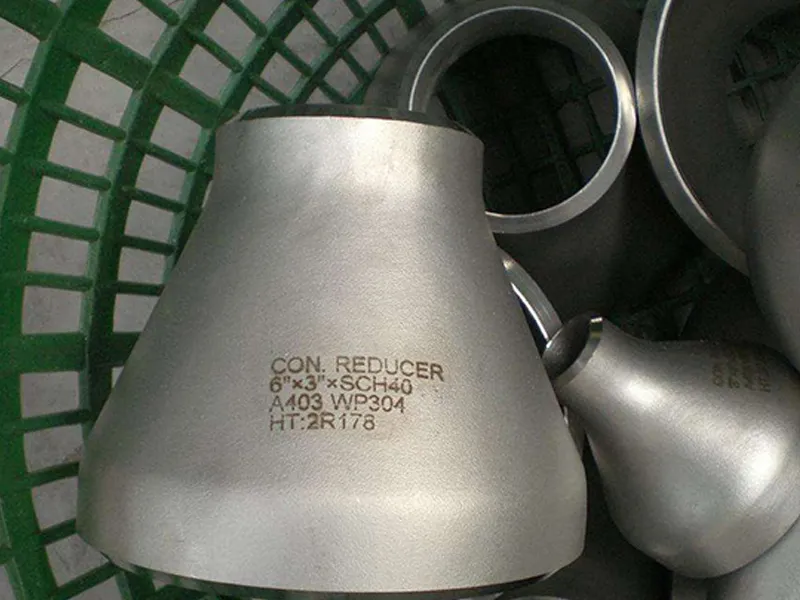 CON. REDUCER
6"×3"×SCH40
A403 WP304
HT:2R178